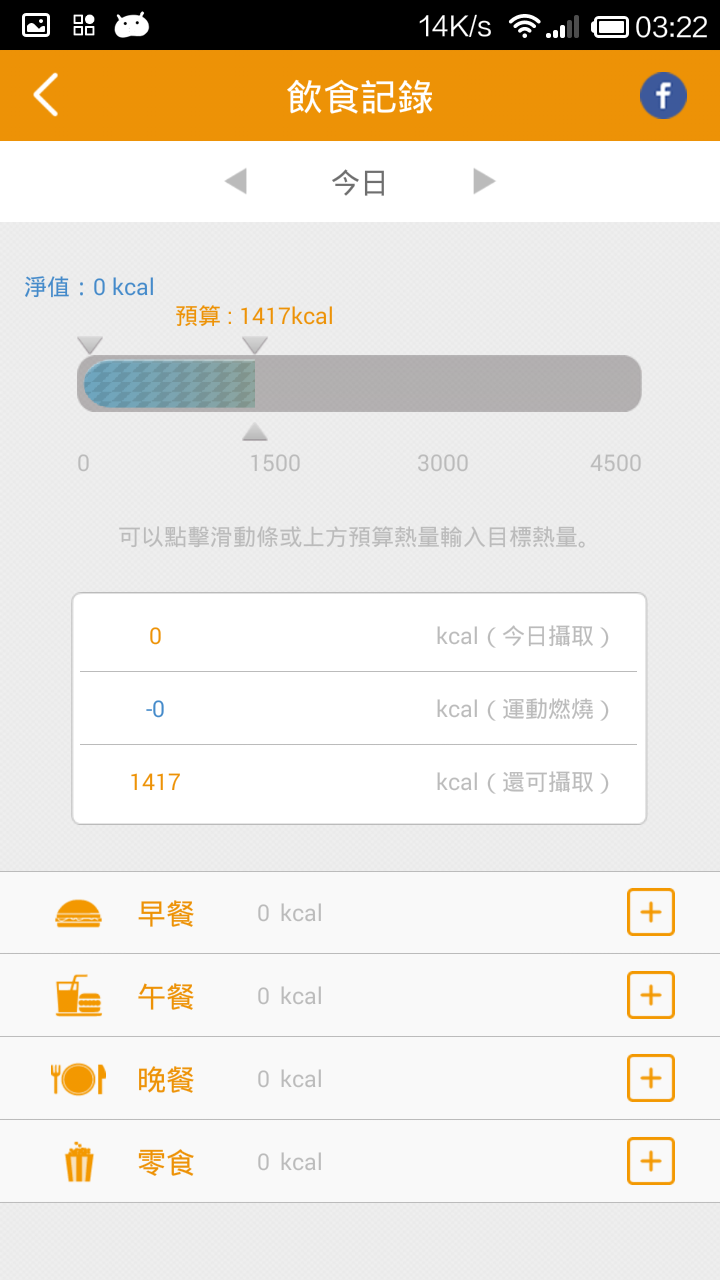 14K/s 03:22
飲食記錄 f
今日
淨值：0 kcal
預算 : 1417kcal
0 1500 3000 4500
可以點擊滑動條或上方預算熱量輸入目標熱量。
0 kcal（今日攝取）
-0 kcal（運動燃燒）
1417 kcal（還可攝取）
早餐 0 kcal
午餐 0 kcal
晚餐 0 kcal
零食 0 kcal